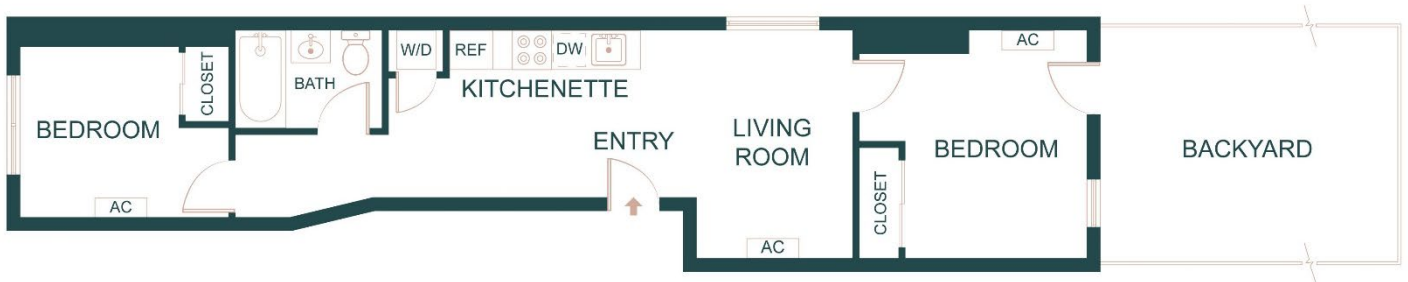 BEDROOM
AC
CLOSET
BATH
W/D
REF
DW
KITCHENETTE
ENTRY
LIVING
ROOM
AC
AC
BEDROOM
CLOSET
BACKYARD